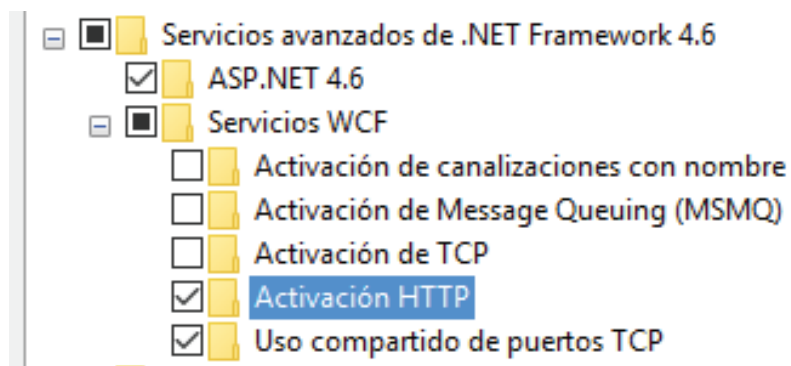 Servicios avanzados de .NET Framework 4.6
ASP.NET 4.6
Servicios WCF
Activación de canalizaciones con nombre
Activación de Message Queuing (MSMQ)
Activación de TCP
Activación HTTP
Uso compartido de puertos TCP